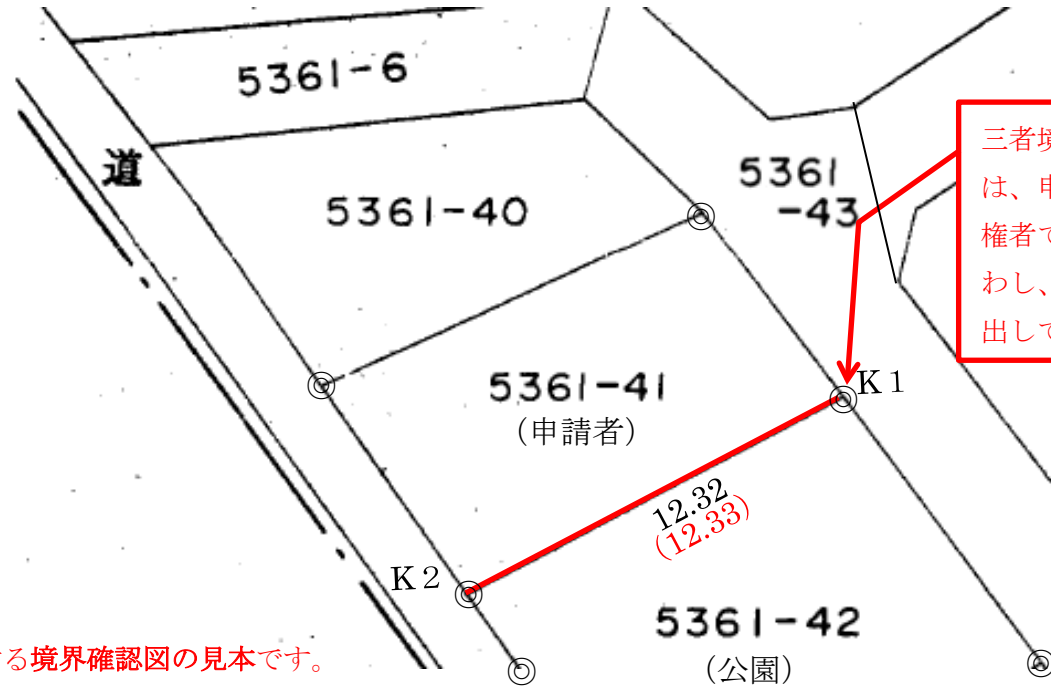 5361-6
道
5361-40
5361
-43
三者境
は、申
権者で
わし、
出して
5361-41
(申請者)
K1
12.32
(12.33)
K2
5361-42
(公園)
る境界確認図の見本です。